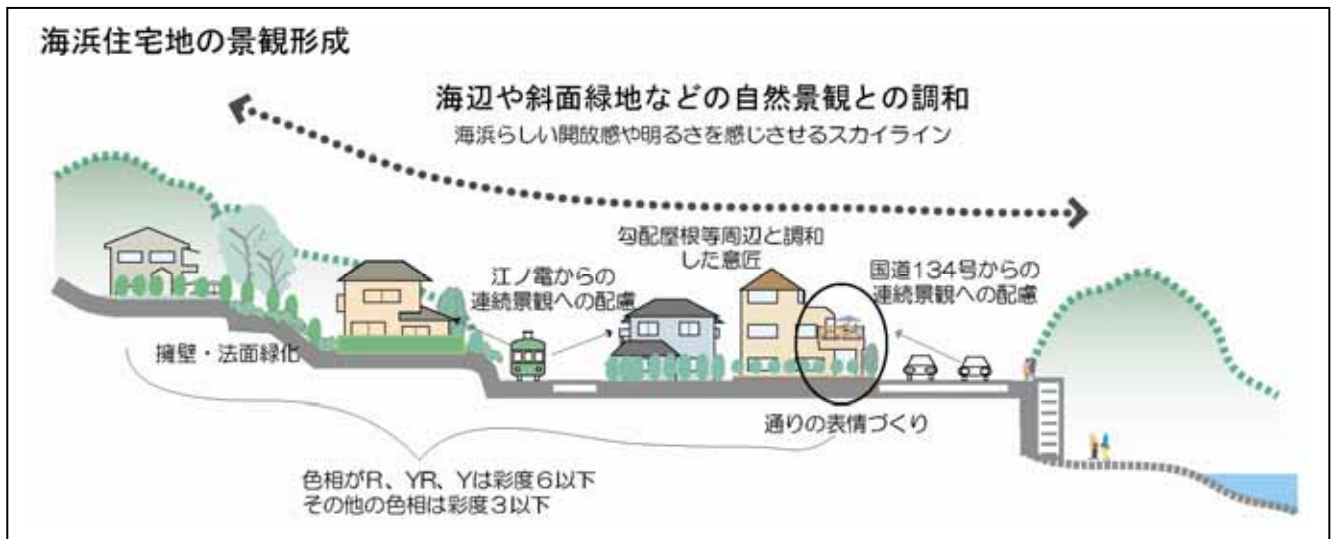 海浜住宅地の景観形成
海辺や斜面緑地などの自然景観との調和
海浜らしい開放感や明るさを感じさせるスカイライン
勾配屋根等周辺と調和
した意匠
江ノ電からの
連続景観への配慮
国道134号からの
連続景観への配慮
擁壁・法面緑化
通りの表情づくり
色相がR、YR、Yは彩度6以下
その他の色相は彩度3以下